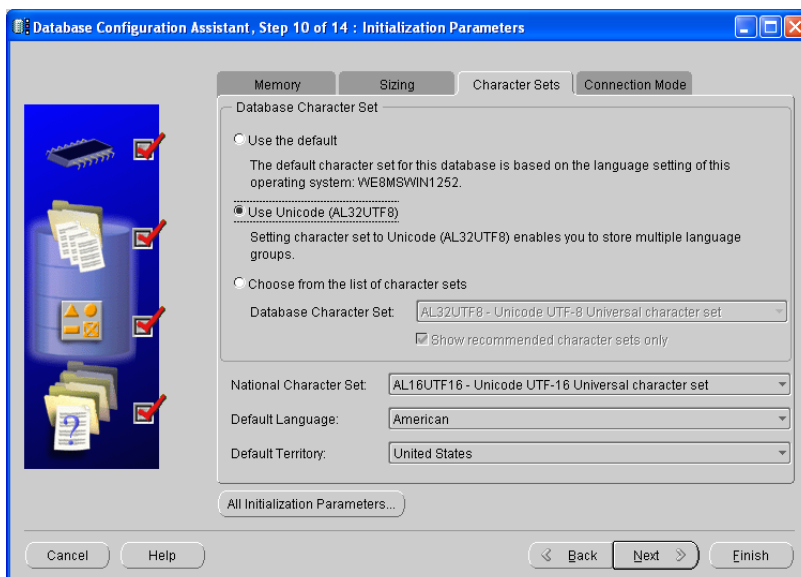 Database Configuration Assistant, Step 10 of 14 : Initialization Parameters
Memory
Sizing
Character Sets
Connection Mode
Database Character Set
Use the default
The default character set for this database is based on the language setting of this
operating system: WE8MSWIN1252.
Use Unicode (AL32UTF8)
Setting character set to Unicode (AL32UTF8) enables you to store multiple language
groups.
Choose from the list of character sets
Database Character Set: AL32UTF8 - Unicode UTF-8 Universal character set
Show recommended character sets only
National Character Set: AL16UTF16 - Unicode UTF-16 Universal character set
Default Language: American
Default Territory: United States
?
All Initialization Parameters...
Cancel
Help
Back
Next
Finish